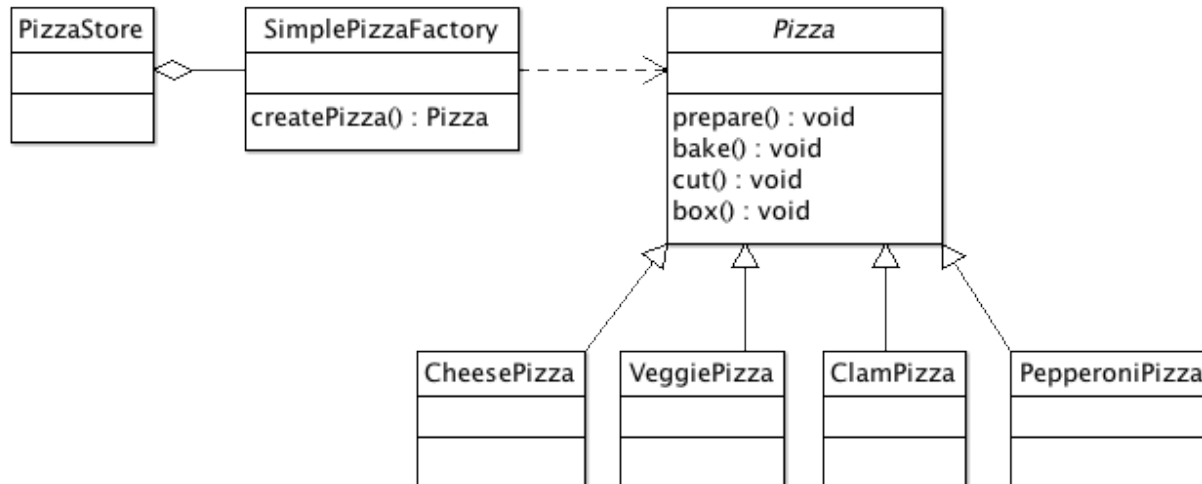 PizzaStore
SimplePizzaFactory
createPizza() : Pizza
Pizza
prepare() : void
bake() : void
cut() : void
box() : void
CheesePizza
VeggiePizza
ClamPizza
PepperoniPizza